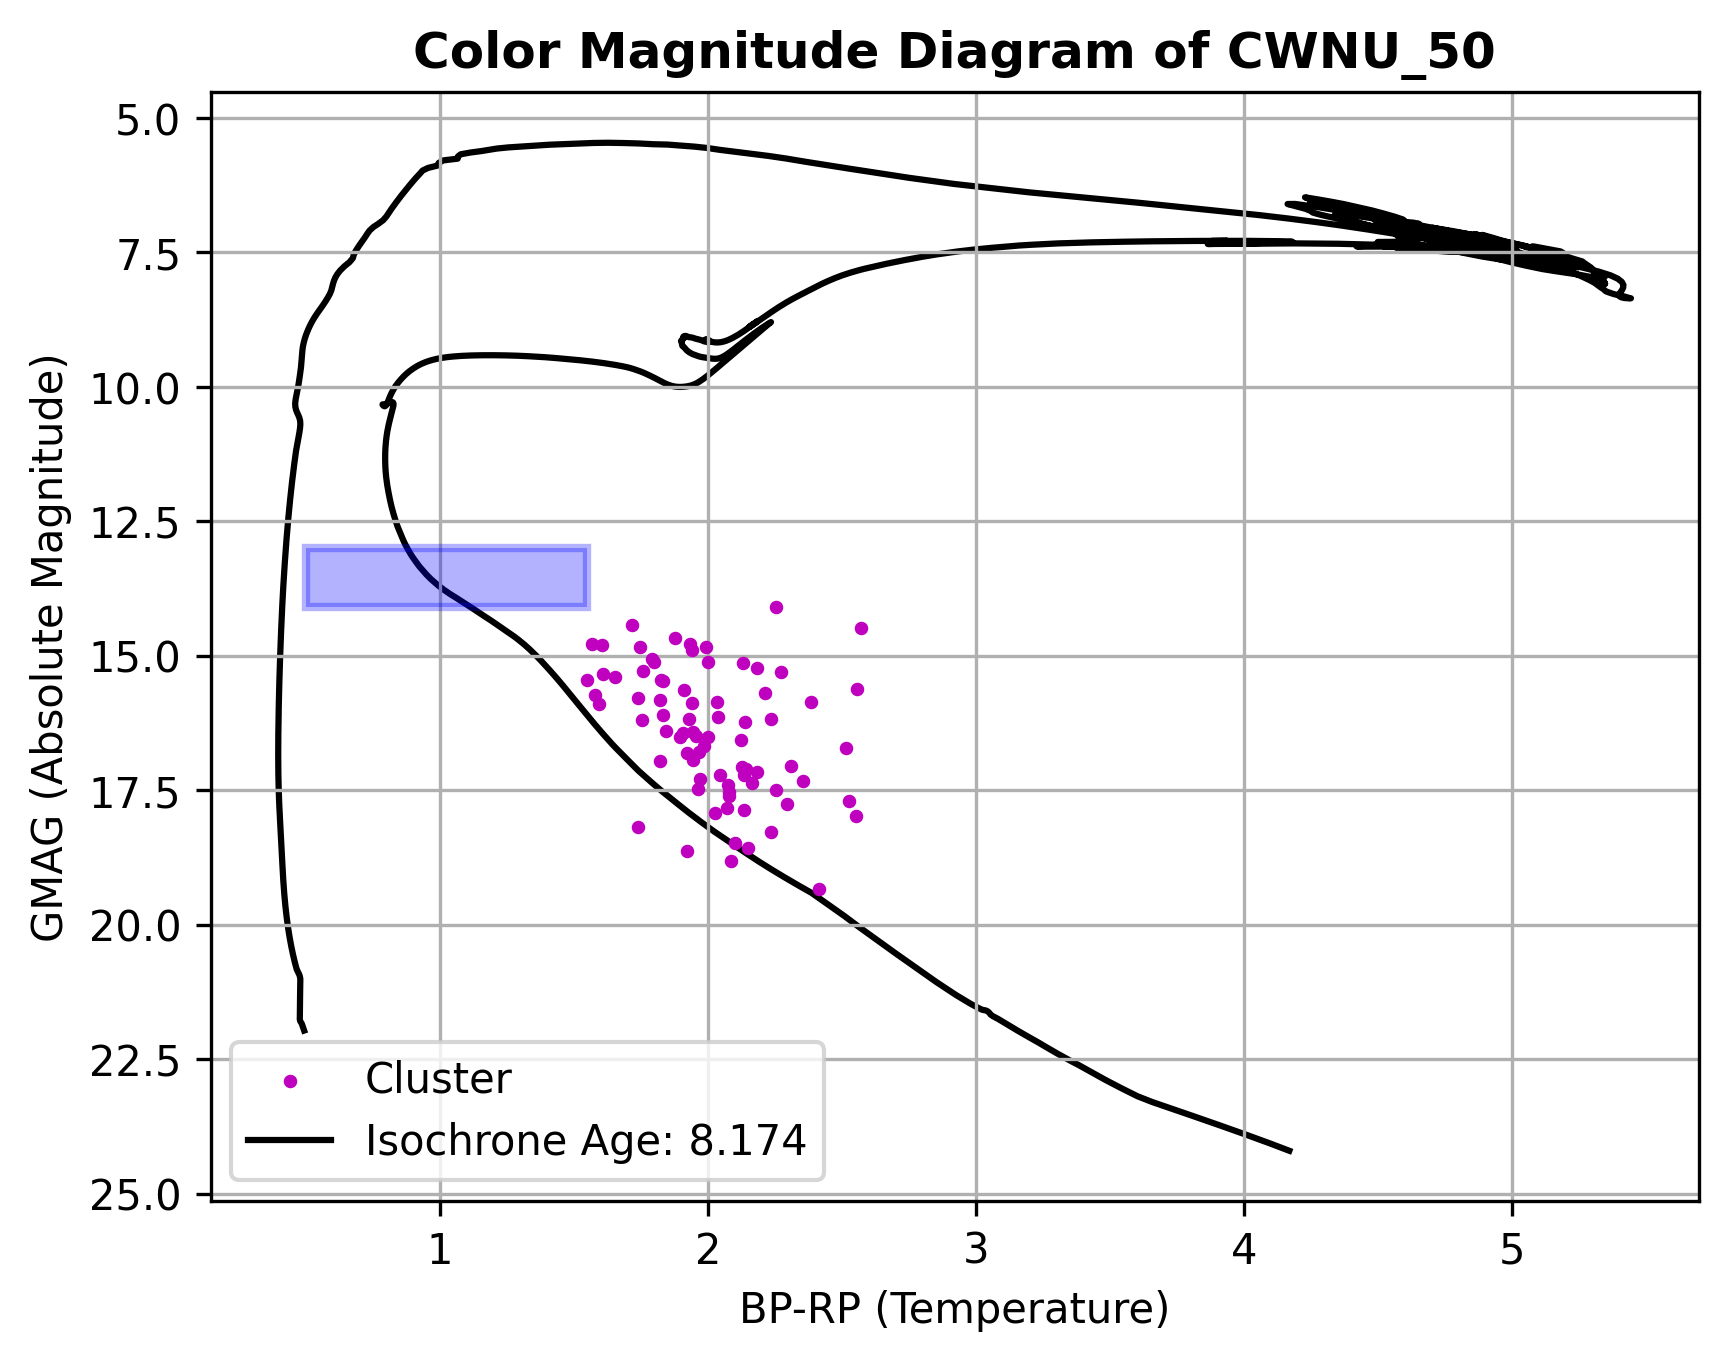 Color Magnitude Diagram of CWNU_50
GMAG (Absolute Magnitude)
5.0
7.5
10.0
12.5
15.0
17.5
20.0
22.5
25.0
Cluster
Isochrone Age: 8.174
1 2 3 4 5
BP-RP (Temperature)